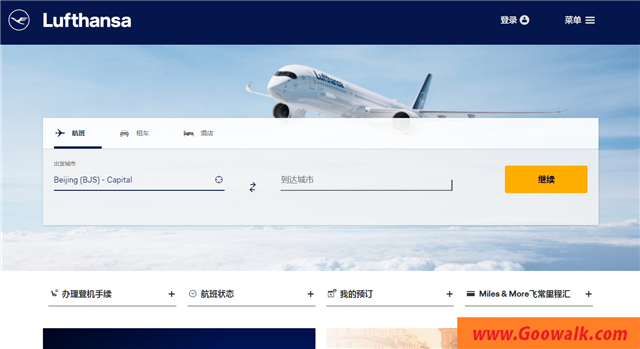 Lufthansa
登录
菜单
Lufthansa
航班
租车
酒店
出发城市
Beijing (BJS) - Capital
到达城市
继续
办理登机手续 +
航班状态 +
我的预订 +
Miles & More飞常里程汇 +
www.Goowalk.com